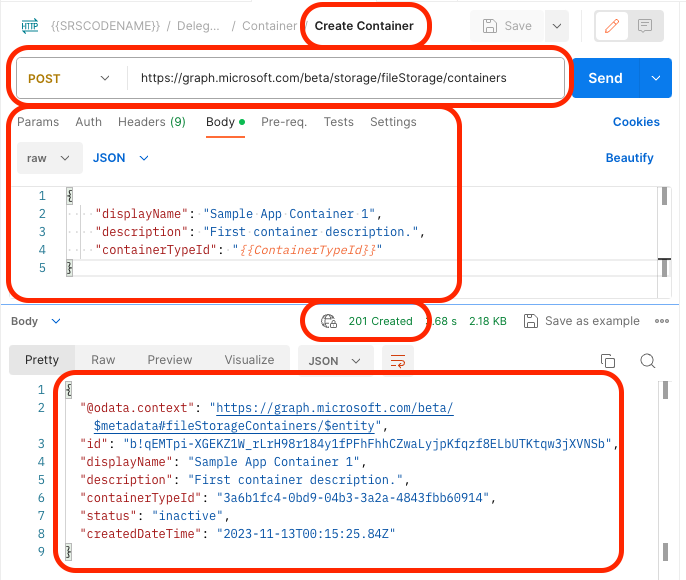 HTTP {{SRSCODENAME}} / Deleg... / Container Create Container Save
POST https://graph.microsoft.com/beta/storage/fileStorage/containers Send
Params Auth Headers (9) Body Pre-req. Tests Settings Cookies
raw JSON Beautify
1 {
2 "displayName": "Sample App Container 1",
3 "description": "First container description.",
4 "containerTypeId": "{{ContainerTypeId}}"
5 }
Body 201 Created .68 s 2.18 KB Save as example
Pretty Raw Preview Visualize JSON
1 {
2 "@odata.context": "https://graph.microsoft.com/beta/
$metadata#fileStorageContainers/$entity",
3 "id": "b!qEMTpi-XGEKZ1W_rLrH98r184y1fPFhFhhCZwaLyjpKfqzf8ELbUTKtqw3jXVNSb",
4 "displayName": "Sample App Container 1",
5 "description": "First container description.",
6 "containerTypeId": "3a6b1fc4-0bd9-04b3-3a2a-4843fbb60914",
7 "status": "inactive",
8 "createdDateTime": "2023-11-13T00:15:25.84Z"
9 }